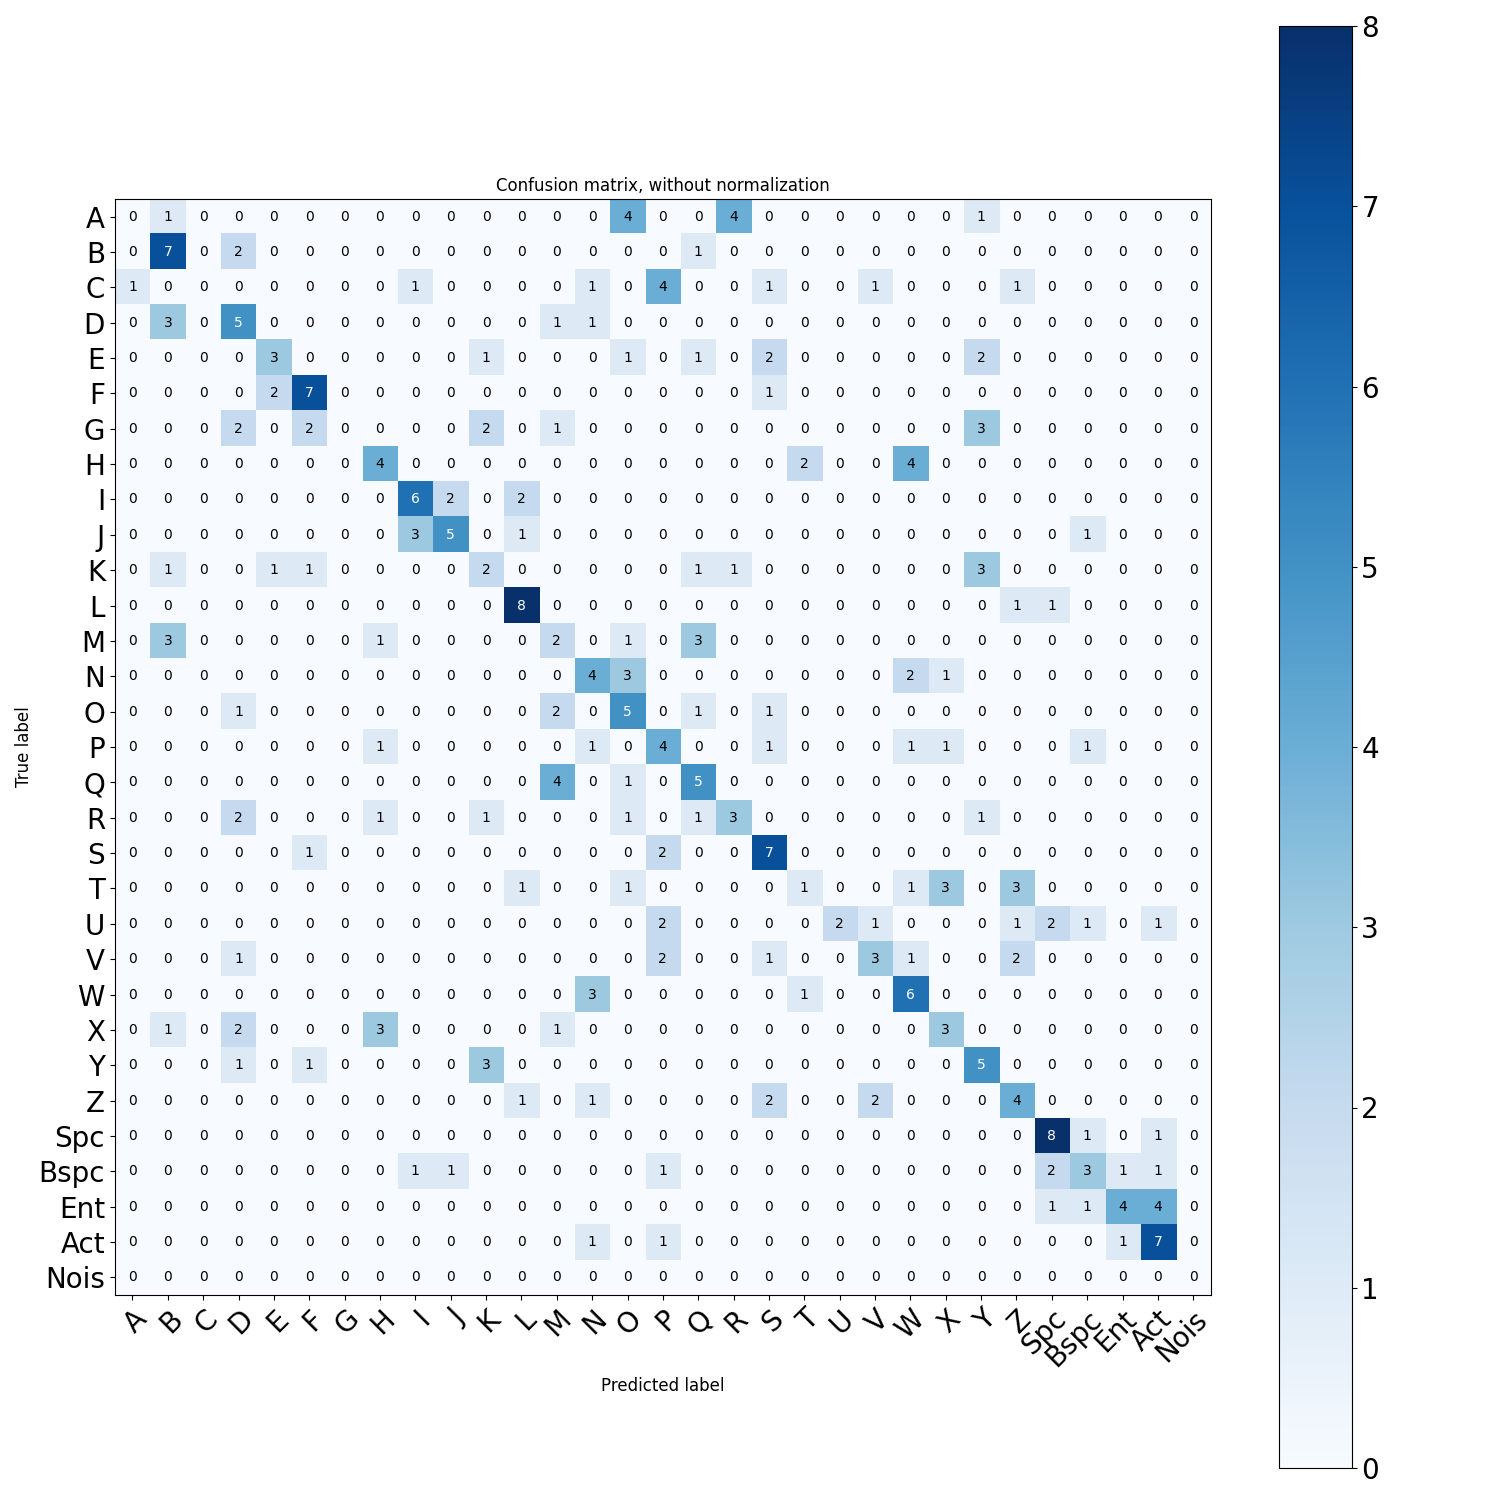 Confusion matrix, without normalization
A 0 1 0 0 0 0 0 0 0 0 0 0 0 0 4 0 0 4 0 0 0 0 0 0 1 0 0 0 0 0 0
B 0 7 0 2 0 0 0 0 0 0 0 0 0 0 0 0 1 0 0 0 0 0 0 0 0 0 0 0 0 0 0
C 1 0 0 0 0 0 0 0 1 0 0 0 0 1 0 4 0 0 1 0 0 1 0 0 0 1 0 0 0 0 0
D 0 3 0 5 0 0 0 0 0 0 0 0 1 1 0 0 0 0 0 0 0 0 0 0 0 0 0 0 0 0 0
E 0 0 0 0 3 0 0 0 0 0 1 0 0 0 1 0 1 0 2 0 0 0 0 0 2 0 0 0 0 0 0
F 0 0 0 0 2 7 0 0 0 0 0 0 0 0 0 0 0 0 1 0 0 0 0 0 0 0 0 0 0 0 0
G 0 0 0 2 0 2 0 0 0 0 2 0 1 0 0 0 0 0 0 0 0 0 0 0 3 0 0 0 0 0 0
H 0 0 0 0 0 0 0 4 0 0 0 0 0 0 0 0 0 0 0 2 0 0 4 0 0 0 0 0 0 0 0
I 0 0 0 0 0 0 0 0 6 2 0 2 0 0 0 0 0 0 0 0 0 0 0 0 0 0 0 0 0 0 0
J 0 0 0 0 0 0 0 0 3 5 0 1 0 0 0 0 0 0 0 0 0 0 0 0 0 0 0 1 0 0 0
K 0 1 0 0 1 1 0 0 0 0 2 0 0 0 0 0 1 1 0 0 0 0 0 0 3 0 0 0 0 0 0
L 0 0 0 0 0 0 0 0 0 0 0 8 0 0 0 0 0 0 0 0 0 0 0 0 0 1 1 0 0 0 0
M 0 3 0 0 0 0 0 1 0 0 0 0 2 0 1 0 3 0 0 0 0 0 0 0 0 0 0 0 0 0 0
N 0 0 0 0 0 0 0 0 0 0 0 0 0 4 3 0 0 0 0 0 0 0 2 1 0 0 0 0 0 0 0
O 0 0 0 1 0 0 0 0 0 0 0 0 2 0 5 0 1 0 1 0 0 0 0 0 0 0 0 0 0 0 0
P 0 0 0 0 0 0 0 1 0 0 0 0 0 1 0 4 0 0 1 0 0 0 1 1 0 0 0 1 0 0 0
Q 0 0 0 0 0 0 0 0 0 0 0 0 4 0 1 0 5 0 0 0 0 0 0 0 0 0 0 0 0 0 0
R 0 0 0 2 0 0 0 1 0 0 1 0 0 0 1 0 1 3 0 0 0 0 0 0 1 0 0 0 0 0 0
S 0 0 0 0 0 1 0 0 0 0 0 0 0 0 0 2 0 0 7 0 0 0 0 0 0 0 0 0 0 0 0
T 0 0 0 0 0 0 0 0 0 0 0 1 0 0 1 0 0 0 0 1 0 0 1 3 0 3 0 0 0 0 0
U 0 0 0 0 0 0 0 0 0 0 0 0 0 0 0 2 0 0 0 0 2 1 0 0 0 1 2 1 0 1 0
V 0 0 0 1 0 0 0 0 0 0 0 0 0 0 0 2 0 0 1 0 0 3 1 0 0 2 0 0 0 0 0
W 0 0 0 0 0 0 0 0 0 0 0 0 0 3 0 0 0 0 0 1 0 0 6 0 0 0 0 0 0 0 0
X 0 1 0 2 0 0 0 3 0 0 0 0 1 0 0 0 0 0 0 0 0 0 0 3 0 0 0 0 0 0 0
Y 0 0 0 1 0 1 0 0 0 0 3 0 0 0 0 0 0 0 0 0 0 0 0 0 5 0 0 0 0 0 0
Z 0 0 0 0 0 0 0 0 0 0 0 1 0 1 0 0 0 0 2 0 0 2 0 0 0 4 0 0 0 0 0
Spc 0 0 0 0 0 0 0 0 0 0 0 0 0 0 0 0 0 0 0 0 0 0 0 0 0 0 8 1 0 1 0
Bspc 0 0 0 0 0 0 0 0 1 1 0 0 0 0 0 1 0 0 0 0 0 0 0 0 0 0 2 3 1 1 0
Ent 0 0 0 0 0 0 0 0 0 0 0 0 0 0 0 0 0 0 0 0 0 0 0 0 0 0 1 1 4 4 0
Act 0 0 0 0 0 0 0 0 0 0 0 0 0 1 0 1 0 0 0 0 0 0 0 0 0 0 0 0 1 7 0
Nois 0 0 0 0 0 0 0 0 0 0 0 0 0 0 0 0 0 0 0 0 0 0 0 0 0 0 0 0 0 0 0
A B C D E F G H I J K L M N O P Q R S T U V W X Y Z Spc Bspc Ent Act Nois
Predicted label
True label
8
7
6
5
4
3
2
1
0